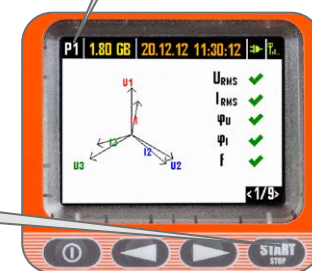 P1 1.80 GB 20.12.12 11:30:12
U1
URMS
IRMS
φU
I3
φI
U3
I2
U2
f
<1/9>
START
STOP